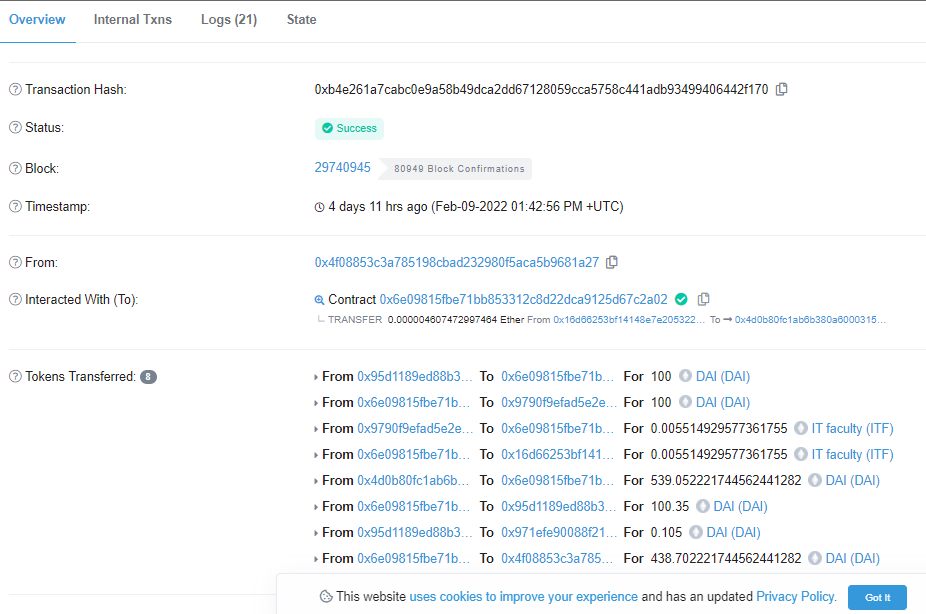 Overview Internal Txns Logs (21) State
Transaction Hash: 0xb4e261a7cabc0e9a58b49dca2dd67128059cca5758c441adb93499406442f170
Status: Success
Block: 29740945 80949 Block Confirmations
Timestamp: 4 days 11 hrs ago (Feb-09-2022 01:42:56 PM +UTC)
From: 0x4f08853c3a785198cbad232980f5aca5b9681a27
Interacted With (To): Contract 0x6e09815fbe71bb853312c8d22dca9125d67c2a02
TRANSFER 0.000004607472997464 Ether From 0x16d66253bf14148e7e205322... To → 0x4d0b80fc1ab6b380a6000315...
Tokens Transferred: 8 From 0x95d1189ed88b3... To 0x6e09815fbe71b... For 100 DAI (DAI)
From 0x6e09815fbe71b... To 0x9790f9efad5e2e... For 100 DAI (DAI)
From 0x9790f9efad5e2e... To 0x6e09815fbe71b... For 0.005514929577361755 IT faculty (ITF)
From 0x6e09815fbe71b... To 0x16d66253bf141... For 0.005514929577361755 IT faculty (ITF)
From 0x4d0b80fc1ab6b... To 0x6e09815fbe71b... For 539.052221744562441282 DAI (DAI)
From 0x6e09815fbe71b... To 0x95d1189ed88b3... For 100.35 DAI (DAI)
From 0x95d1189ed88b3... To 0x971efe90088f21... For 0.105 DAI (DAI)
From 0x6e09815fbe71b... To 0x4f08853c3a785... For 438.702221744562441282 DAI (DAI)
This website uses cookies to improve your experience and has an updated Privacy Policy. Got It